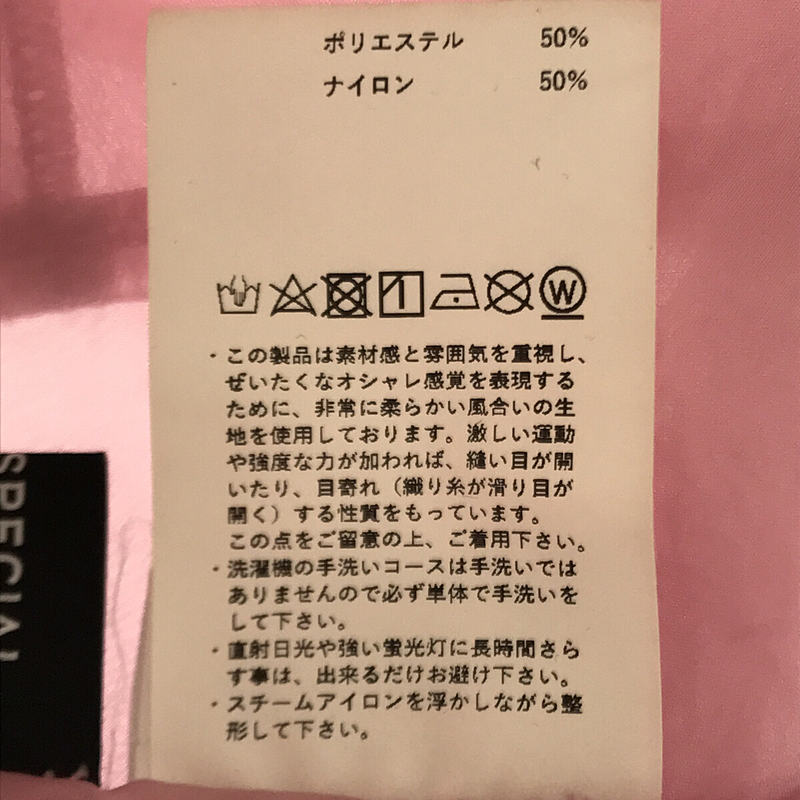 ポリエステル 50%
ナイロン 50%
W
・この製品は素材感と雰囲気を重視し、
ぜいたくなオシャレ感覚を表現する
ために、非常に柔らかい風合いの生
地を使用しております。激しい運動
や強度な力が加われば、縫い目が開
いたり、目寄れ（織り糸が滑り目が
開く）する性質をもっています。
この点をご留意の上、ご着用下さい。
・洗濯機の手洗いコースは手洗いでは
ありませんので必ず単体で手洗いを
して下さい。
・直射日光や強い蛍光灯に長時間さら
す事は、出来るだけお避け下さい。
・スチームアイロンを浮かしながら整
形して下さい。
SPECIAL